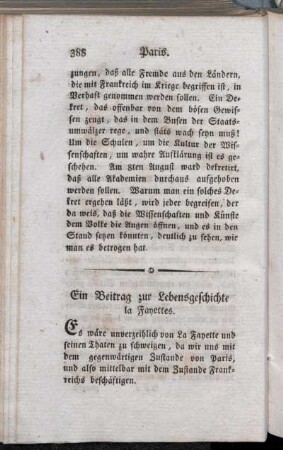 388 Paris.
zungen, daß alle Fremde aus den Ländern,
die mit Frankreich im Kriege begriffen ist, in
Verhaft genommen werden sollen. Ein De-
kret, das offenbar von dem bösen Gewis-
sen zeugt, das in dem Busen der Staats-
umwälzer rege, und stäts wach seyn muß!
Um die Schulen, um die Kultur der Wis-
senschaften, um wahre Aufklärung ist es ge-
schehen. Am 8ten August ward dekretirt,
daß alle Akademien durchaus aufgehobe-
werden sollen. Warum man ein solches De-
kret ergehen läßt, wird jeder begreifen, der
da weis, daß die Wissenschaften und Künste
dem Volke die Augen öffnen, und es in den
Stand setzen könnten, deutlich zu sehen, wie
man es betrogen hat.
Ein Beitrag zur Lebensgeschichte
la Fayettes.
Es wäre unverzeihlich von La Fayette und
seinen Thaten zu schweigen, da wir uns mit
dem gegenwärtigen Zustande von Paris,
und also mittelbar mit dem Zustande Frank-
reichs beschäftigen.